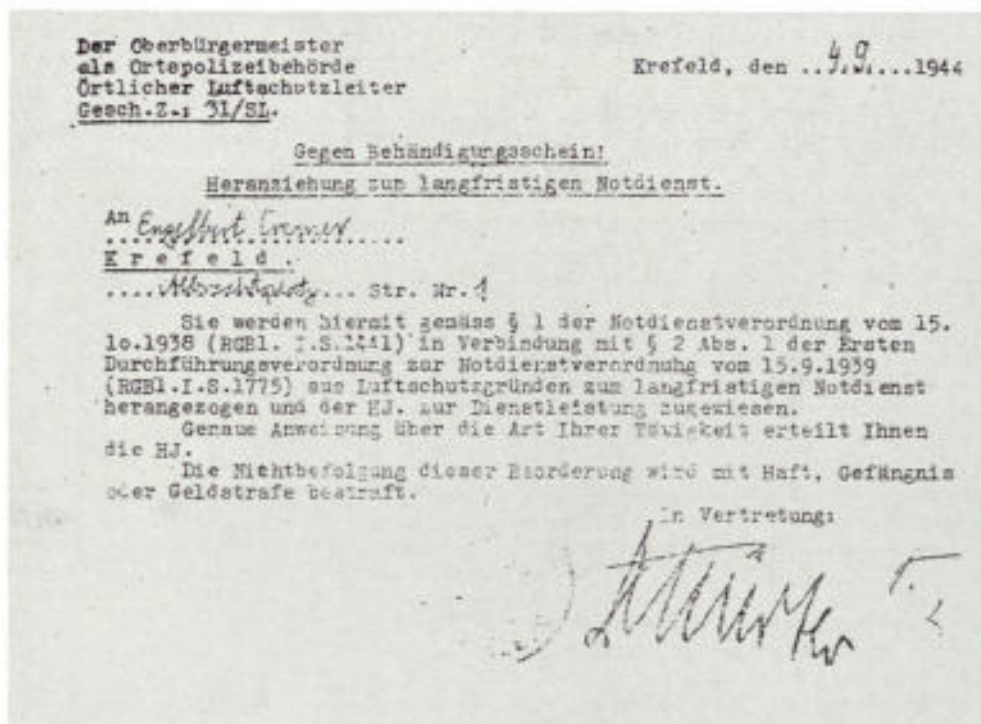 Der Oberbürgermeister
als Ortspolizeibehörde
Örtlicher Luftschutzleiter
Gesch.Z.: 31/SL.
Krefeld, den ..4.9....1944
Gegen Behändigungsschein!
Heranziehung zum langfristigen Notdienst.
An Engelbert Cremer
Krefeld.
....Albrechtplatz... Str. Nr. 1
Sie werden hiermit gemäss § 1 der Notdienstverordnung vom 15.
1o.1938 (RGBl. I.S.1441) in Verbindung mit § 2 Abs. 1 der Ersten
Durchführungsverordnung zur Notdienstverordnuhg vom 15.9.1939
(RGBl.I.S.1775) aus Luftschutzgründen zum langfristigen Notdienst
herangezogen und der HJ. zur Dienstleistung zugewiesen.
Genaue Anweisung über die Art Ihrer Tätigkeit erteilt Ihnen
die HJ.
Die Nichtbefolgung dieser Beorderung wird mit Haft, Gefängnis
oder Geldstrafe bestraft.
In Vertretung: